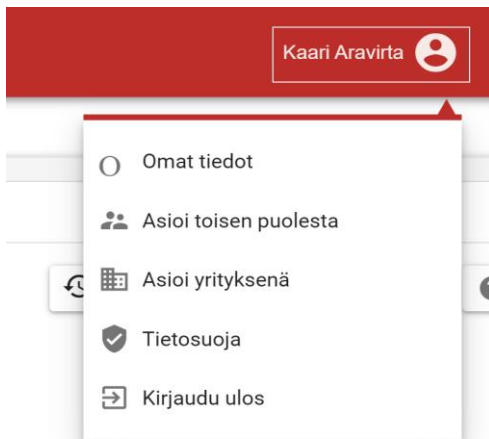 Kaari Aravirta
Omat tiedot
Asioi toisen puolesta
Asioi yrityksenä
Tietosuoja
Kirjaudu ulos